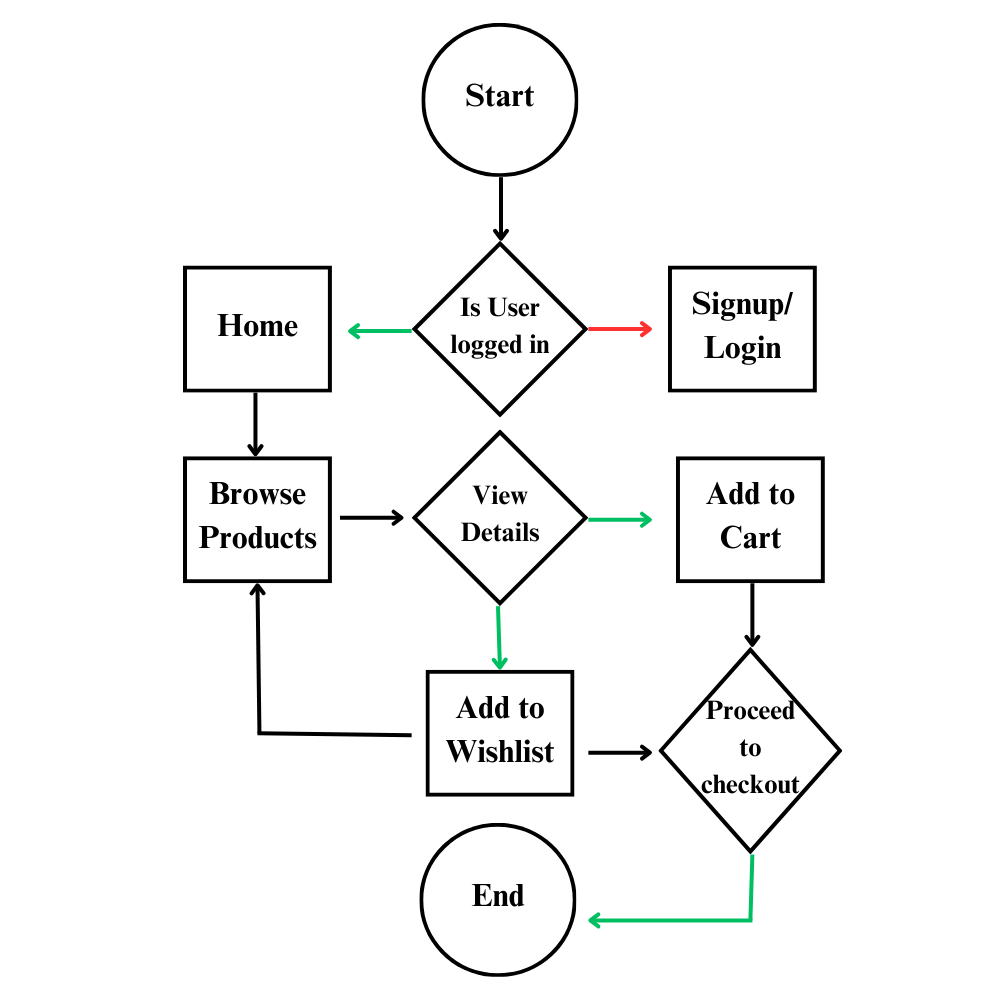 Start
Is User
logged in
Home
Signup/
Login
Browse
Products
View
Details
Add to
Cart
Add to
Wishlist
Proceed
to
checkout
End